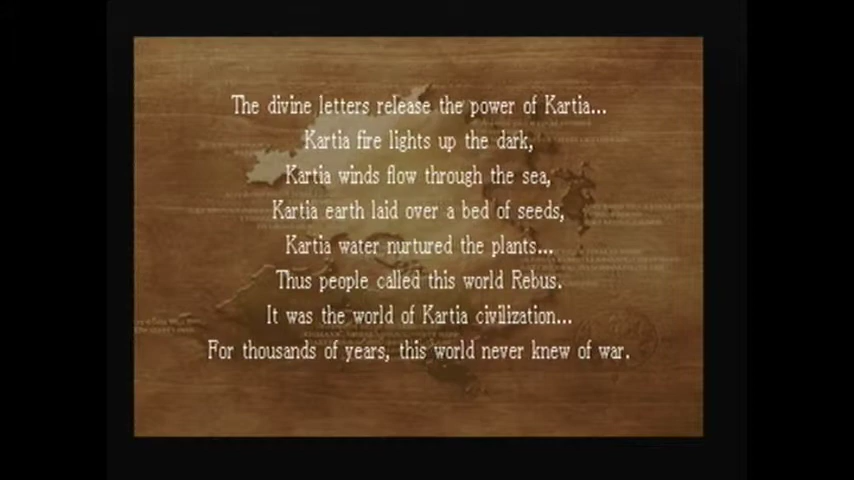 The divine letters release the power of Kartia...
Kartia fire lights up the dark,
Kartia winds flow through the sea,
Kartia earth laid over a bed of seeds,
Kartia water nurtured the plants...
Thus people called this world Rebus.
It was the world of Kartia civilization...
For thousands of years, this world never knew of war.